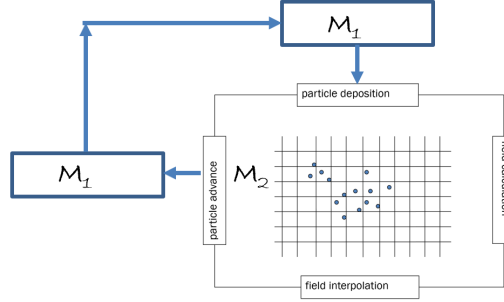 M1
particle deposition
M1
particle advance
M2
field interpolation